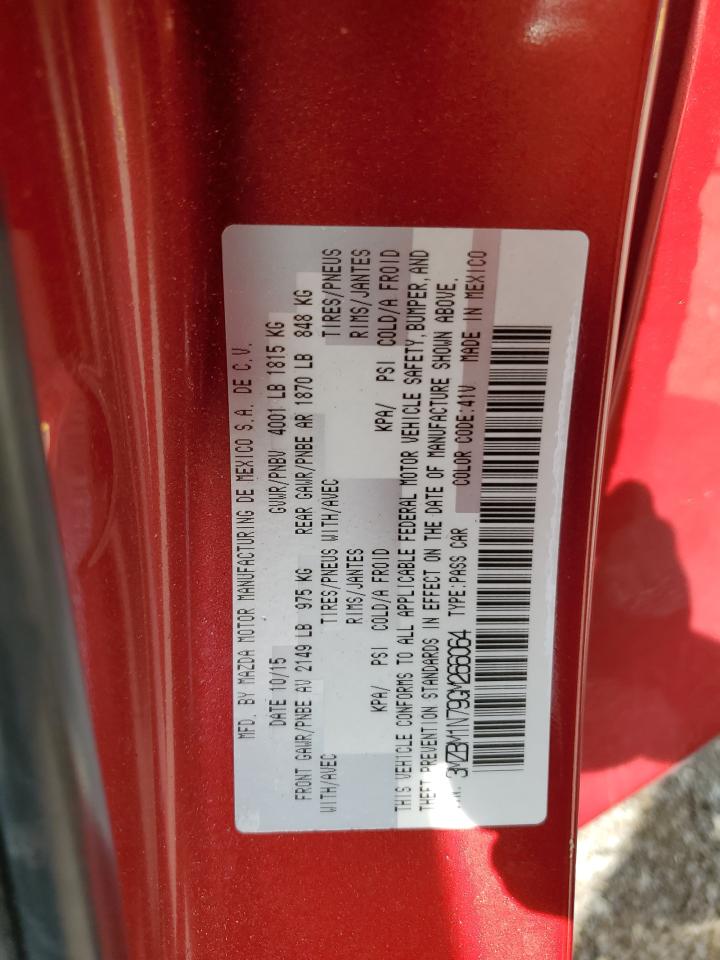 MFD. BY MAZDA MOTOR MANUFACTURING DE MEXICO S.A. DE C.V.
DATE 10/15 GVWR/PNBV 4001 LB 1815 KG
FRONT GAWR/PNBE AV 2149 LB 975 KG REAR GAWR/PNBE AR 1870 LB 848 KG
WITH/AVEC TIRES/PNEUS WITH/AVEC TIRES/PNEUS
RIMS/JANTES RIMS/JANTES
KPA/ PSI COLD/A FROID KPA/ PSI COLD/A FROID
THIS VEHICLE CONFORMS TO ALL APPLICABLE FEDERAL MOTOR VEHICLE SAFETY, BUMPER, AND
THEFT PREVENTION STANDARDS IN EFFECT ON THE DATE OF MANUFACTURE SHOWN ABOVE.
3MZBM1N79GM266064 TYPE:PASS CAR COLOR CODE:41V MADE IN MEXICO